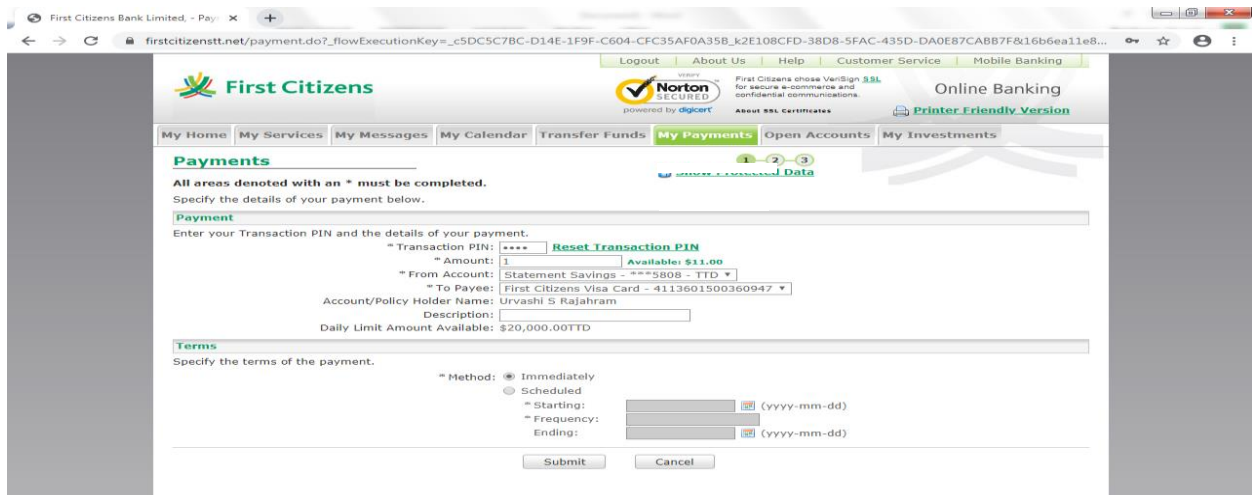 First Citizens Bank Limited, - Pay
firstcitizenstt.net/payment.do?_flowExecutionKey=_c5DC5C7BC-D14E-1F9F-C604-CFC35AF0A35B_k2E108CFD-38D8-5FAC-435D-DA0E87CABB7F&16b6ea11e8...
Logout | About Us | Help | Customer Service | Mobile Banking
First Citizens
Norton
SECURED
powered by digicert
First Citizens chose VeriSign SSL
for secure e-commerce and
confidential communications.
About SSL Certificates
Online Banking
Printer Friendly Version
My Home My Services My Messages My Calendar Transfer Funds My Payments Open Accounts My Investments
Payments
1 2 3
Show Protected Data
All areas denoted with an * must be completed.
Specify the details of your payment below.
Payment
Enter your Transaction PIN and the details of your payment.
* Transaction PIN: •••• Reset Transaction PIN
* Amount: 1 Available: $11.00
* From Account: Statement Savings - ***5808 - TTD
* To Payee: First Citizens Visa Card - 4113601500360947
Account/Policy Holder Name: Urvashi S Rajahram
Description:
Daily Limit Amount Available: $20,000.00TTD
Terms
Specify the terms of the payment.
* Method: Immediately
Scheduled
* Starting: (yyyy-mm-dd)
* Frequency:
Ending: (yyyy-mm-dd)
Submit Cancel